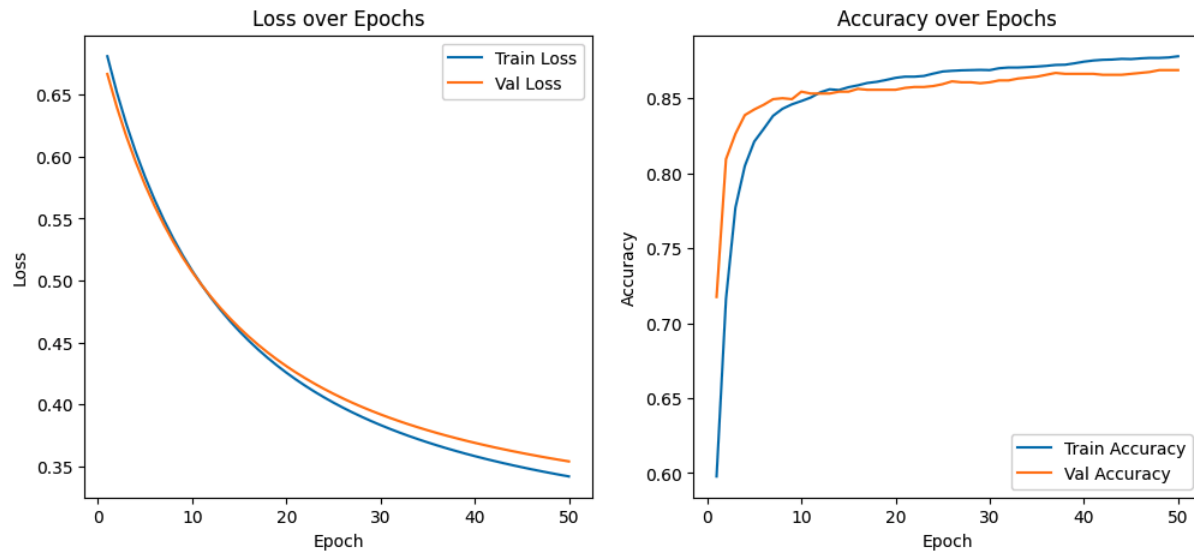 Loss over Epochs
Train Loss
Val Loss
0.65
0.60
0.55
0.50
0.45
0.40
0.35
Loss
0 10 20 30 40 50
Epoch
Accuracy over Epochs
0.85
0.80
0.75
0.70
0.65
0.60
Accuracy
Train Accuracy
Val Accuracy
0 10 20 30 40 50
Epoch